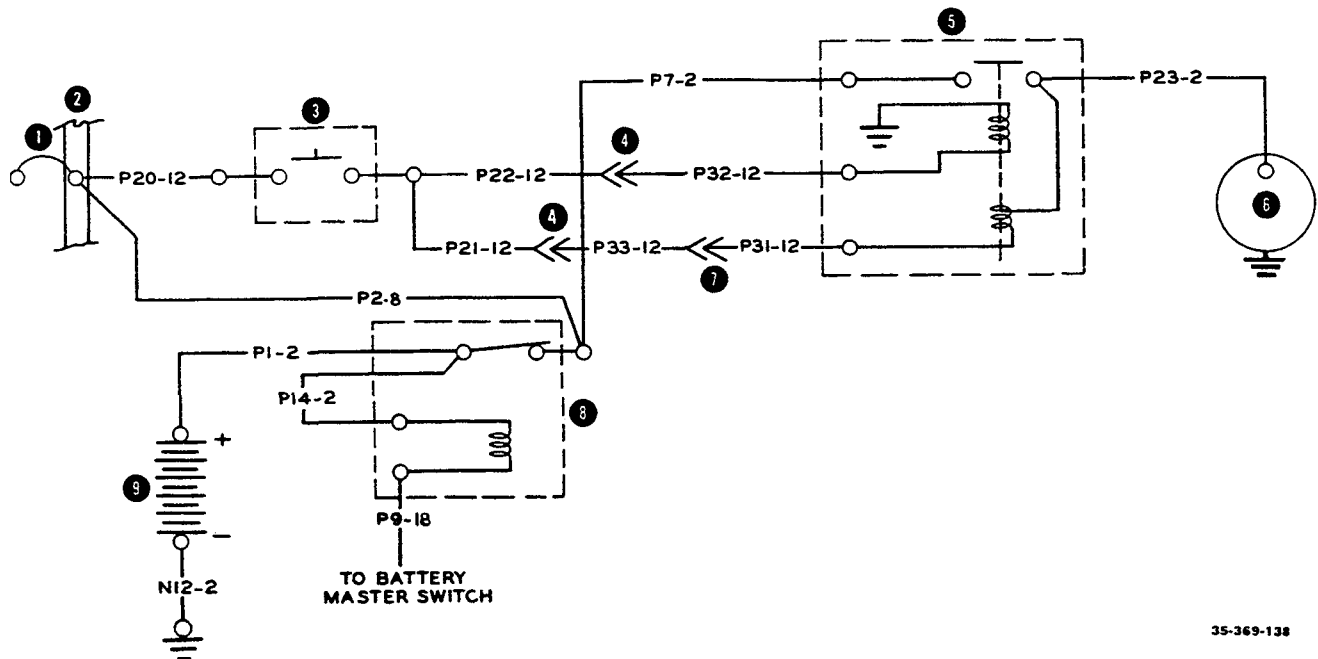 5
2
P7-2
P23-2
1
3
4
P20-12
P22-12
P32-12
6
4
P21-12
P33-12
P31-12
7
P2-8
P1-2
P14-2
8
+
9
P9-18
−
TO BATTERY
MASTER SWITCH
N12-2
35-369-138